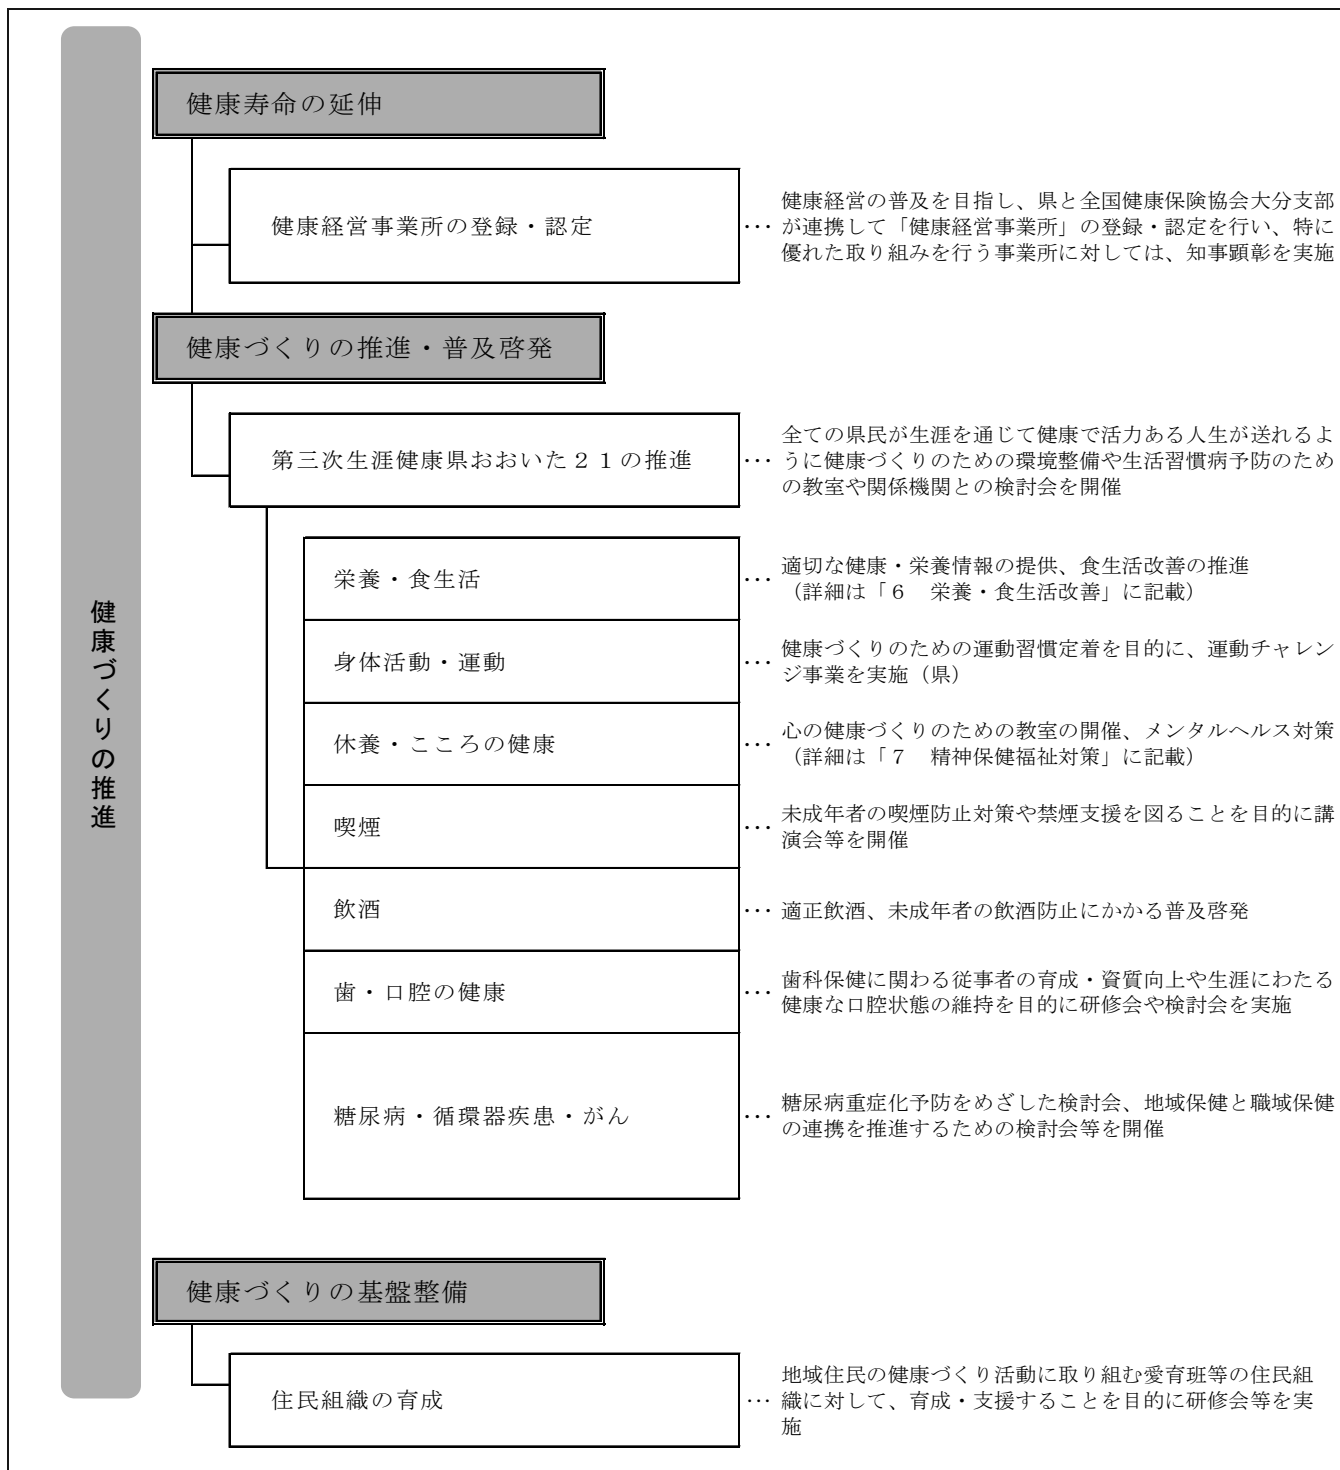 健康づくりの推進
健康寿命の延伸
健康経営事業所の登録・認定
… 健康経営の普及を目指し、県と全国健康保険協会大分支部
が連携して「健康経営事業所」の登録・認定を行い、特に
優れた取り組みを行う事業所に対しては、知事顕彰を実施
健康づくりの推進・普及啓発
第三次生涯健康県おおいた２１の推進
… 全ての県民が生涯を通じて健康で活力ある人生が送れるよ
うに健康づくりのための環境整備や生活習慣病予防のため
の教室や関係機関との検討会を開催
栄養・食生活
… 適切な健康・栄養情報の提供、食生活改善の推進
（詳細は「６　栄養・食生活改善」に記載）
身体活動・運動
… 健康づくりのための運動習慣定着を目的に、運動チャレン
ジ事業を実施（県）
休養・こころの健康
… 心の健康づくりのための教室の開催、メンタルヘルス対策
（詳細は「７　精神保健福祉対策」に記載）
喫煙
… 未成年者の喫煙防止対策や禁煙支援を図ることを目的に講
演会等を開催
飲酒
… 適正飲酒、未成年者の飲酒防止にかかる普及啓発
歯・口腔の健康
… 歯科保健に関わる従事者の育成・資質向上や生涯にわたる
健康な口腔状態の維持を目的に研修会や検討会を実施
糖尿病・循環器疾患・がん
… 糖尿病重症化予防をめざした検討会、地域保健と職域保健
の連携を推進するための検討会等を開催
健康づくりの基盤整備
住民組織の育成
… 地域住民の健康づくり活動に取り組む愛育班等の住民組
織に対して、育成・支援することを目的に研修会等を実
施